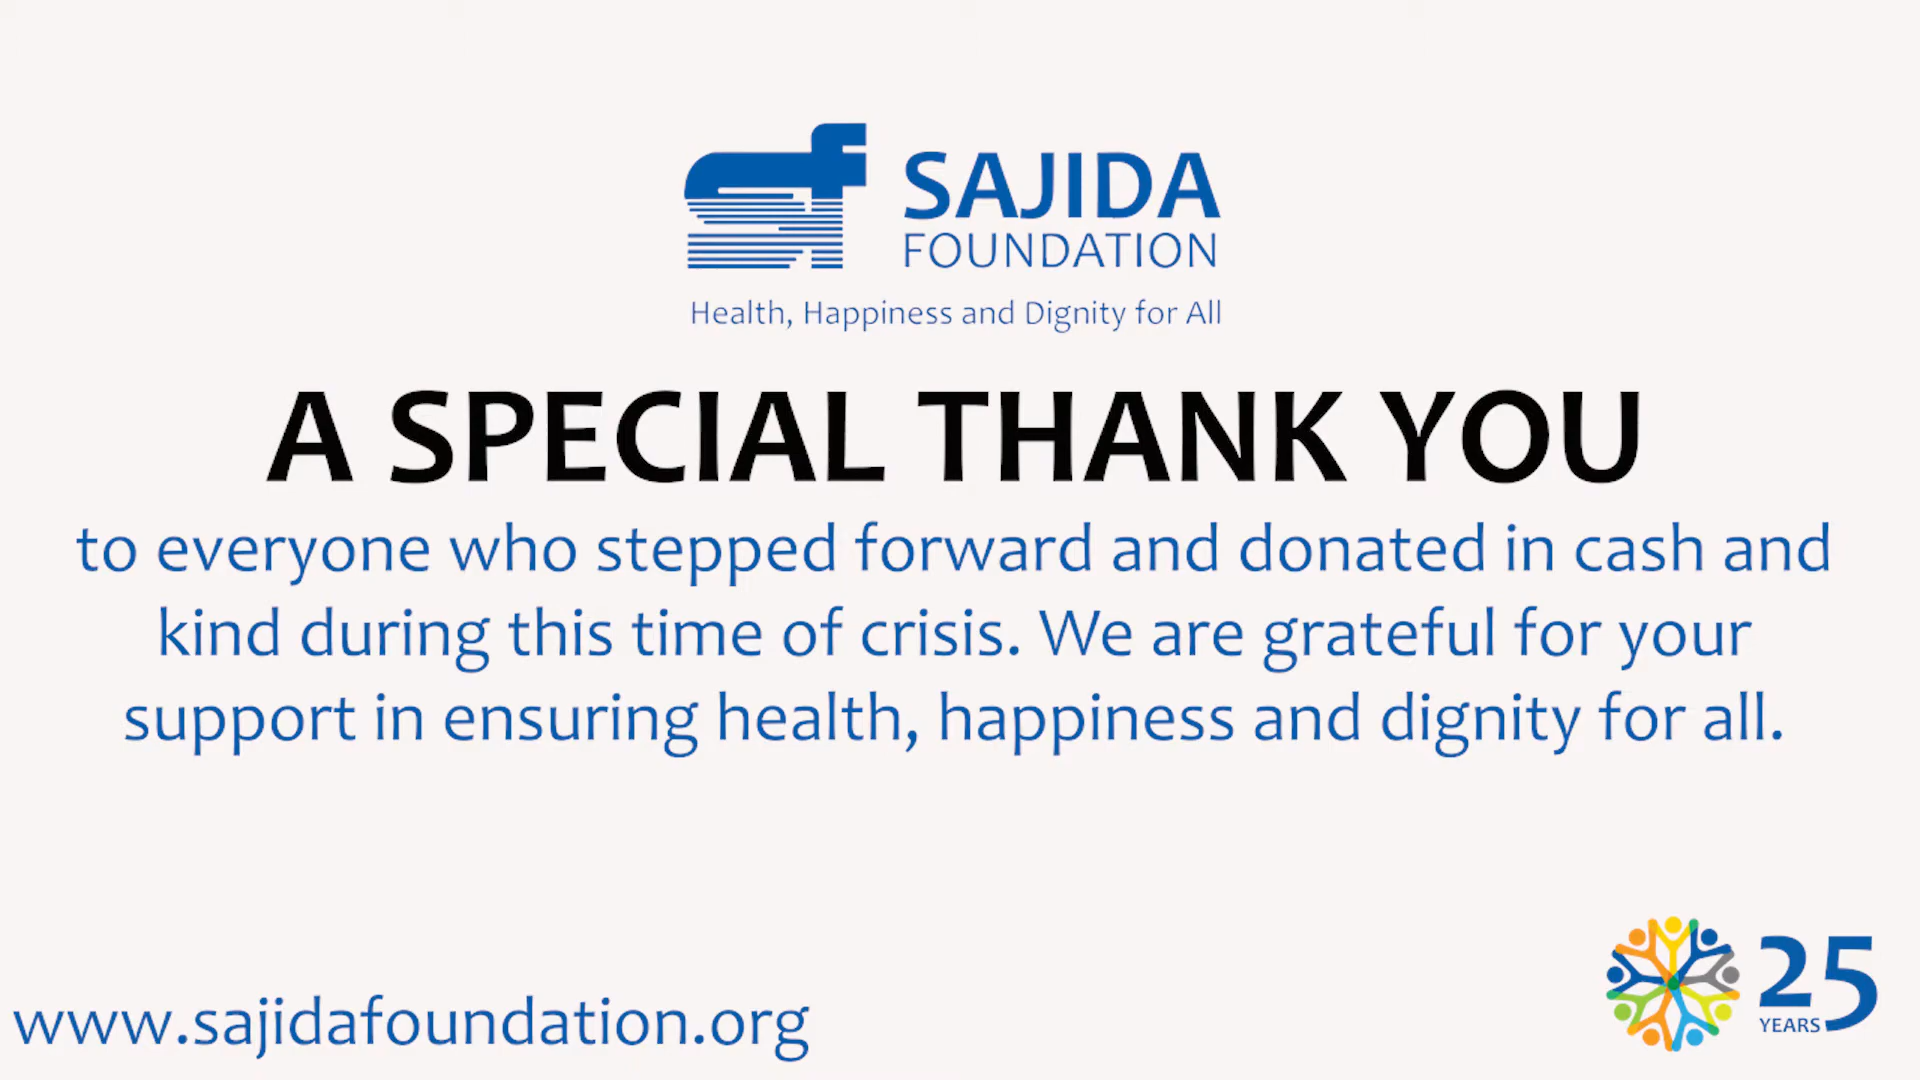 SAJIDA
FOUNDATION
Health, Happiness and Dignity for All
A SPECIAL THANK YOU
to everyone who stepped forward and donated in cash and
kind during this time of crisis. We are grateful for your
support in ensuring health, happiness and dignity for all.
www.sajidafoundation.org
25
YEARS